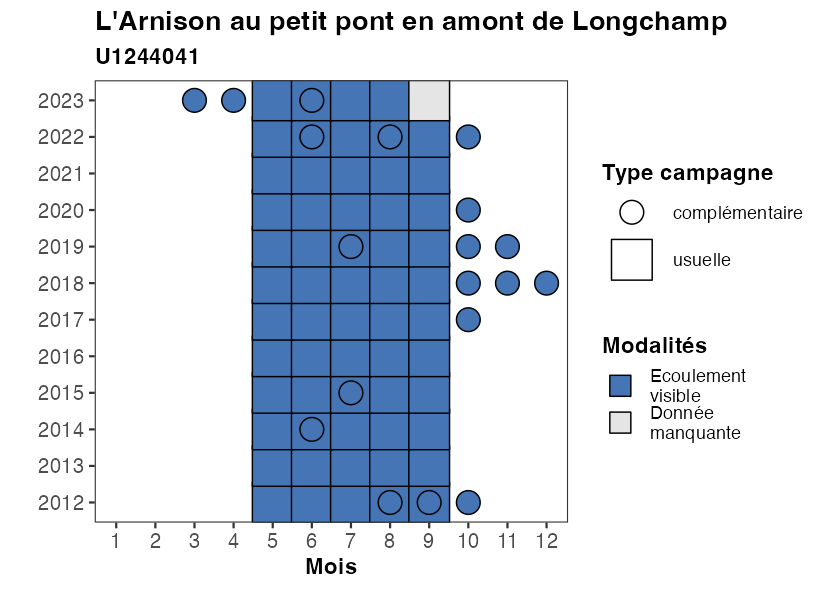 L'Arnison au petit pont en amont de Longchamp
U1244041
2023
2022
2021
2020
2019
2018
2017
2016
2015
2014
2013
2012
1 2 3 4 5 6 7 8 9 10 11 12
Mois
Type campagne
complémentaire
usuelle
Modalités
Ecoulement
visible
Donnée
manquante